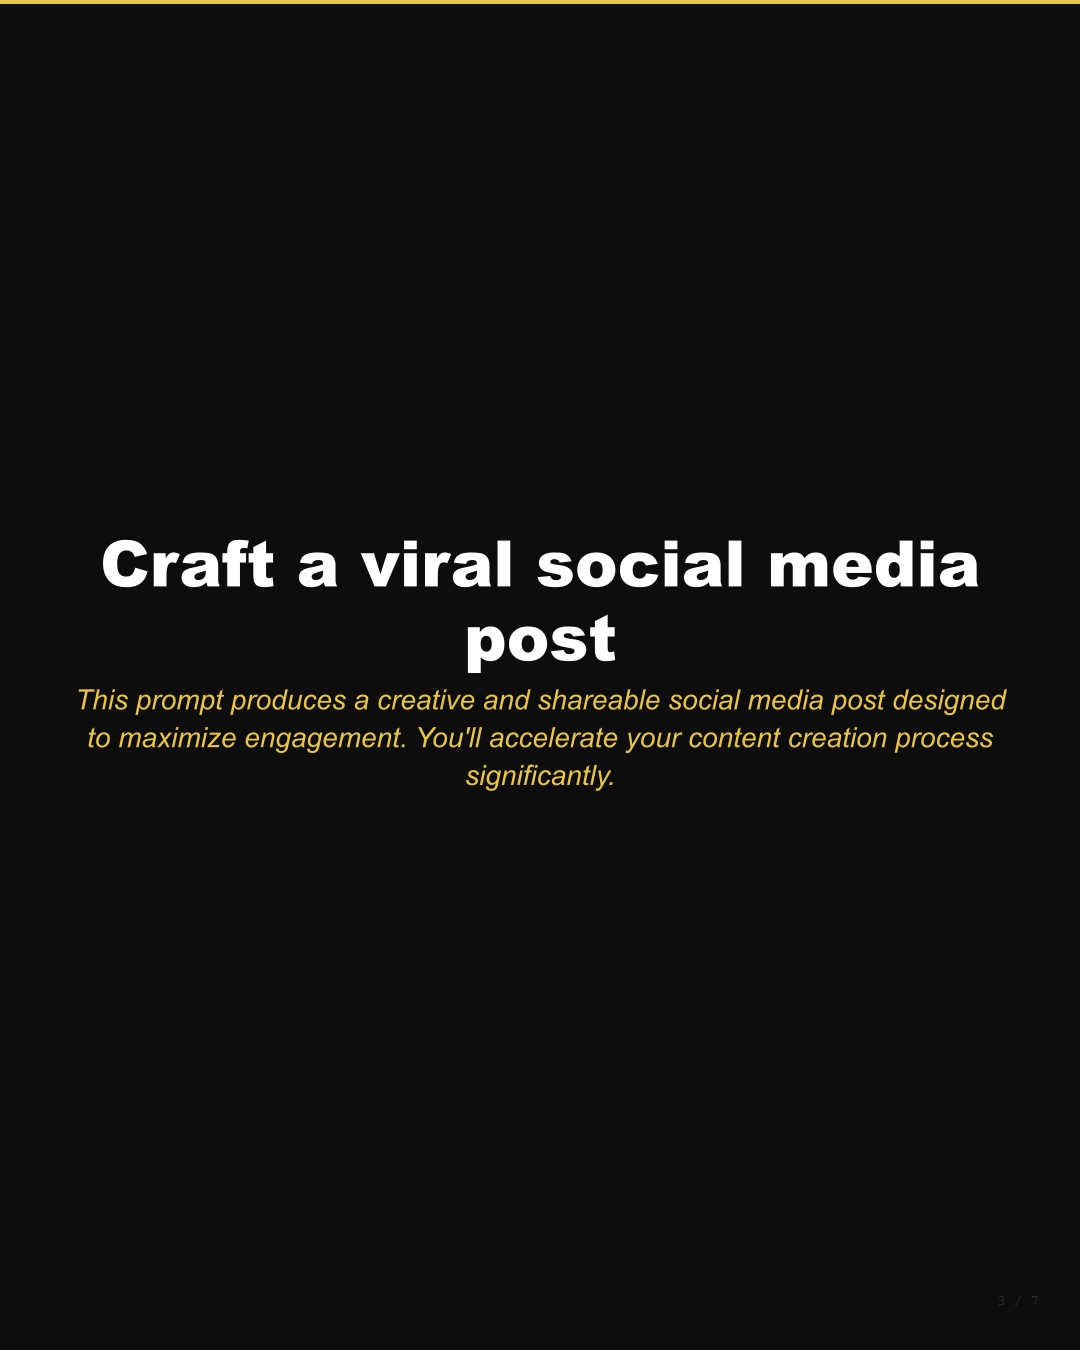 Craft a viral social media
post
This prompt produces a creative and shareable social media post designed
to maximize engagement. You'll accelerate your content creation process
significantly.
3 / 7